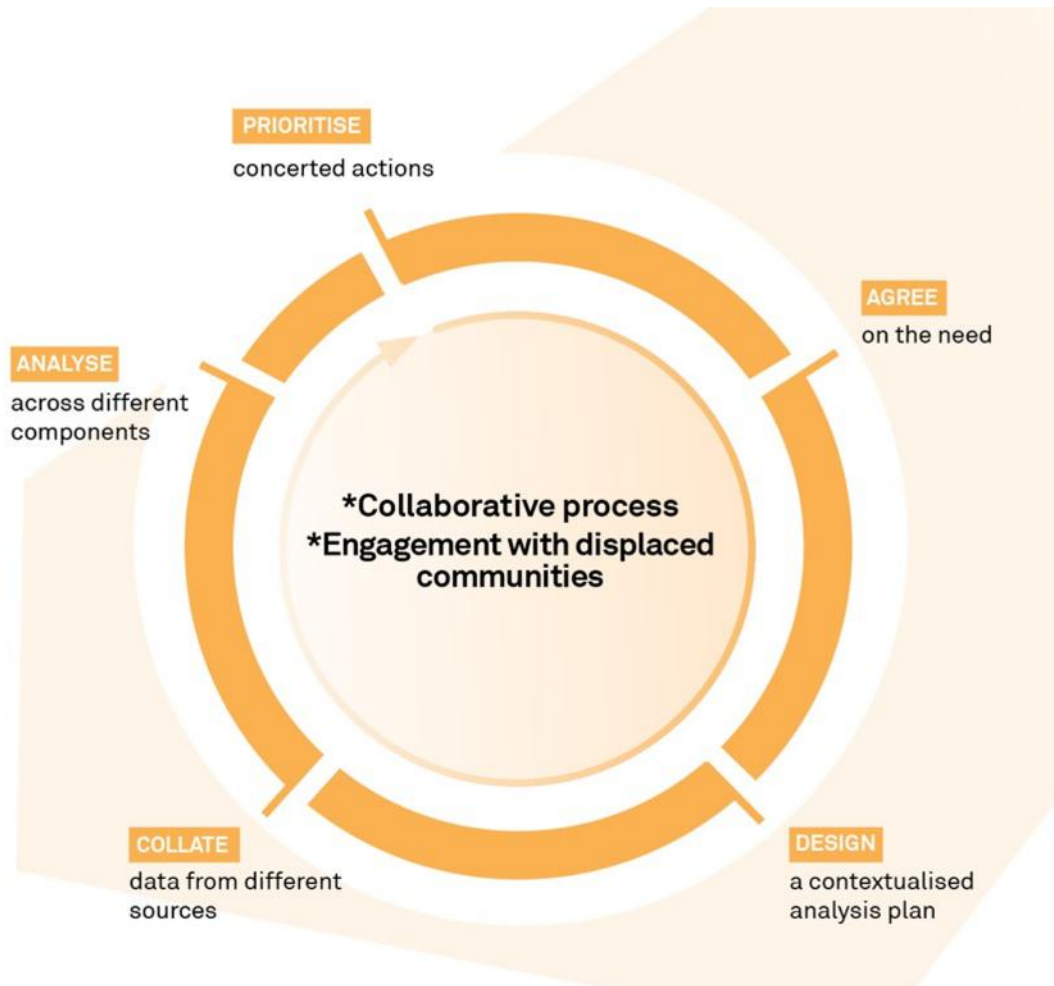 PRIORITISE
concerted actions
AGREE
on the need
ANALYSE
across different
components
*Collaborative process
*Engagement with displaced
communities
COLLATE
data from different
sources
DESIGN
a contextualised
analysis plan